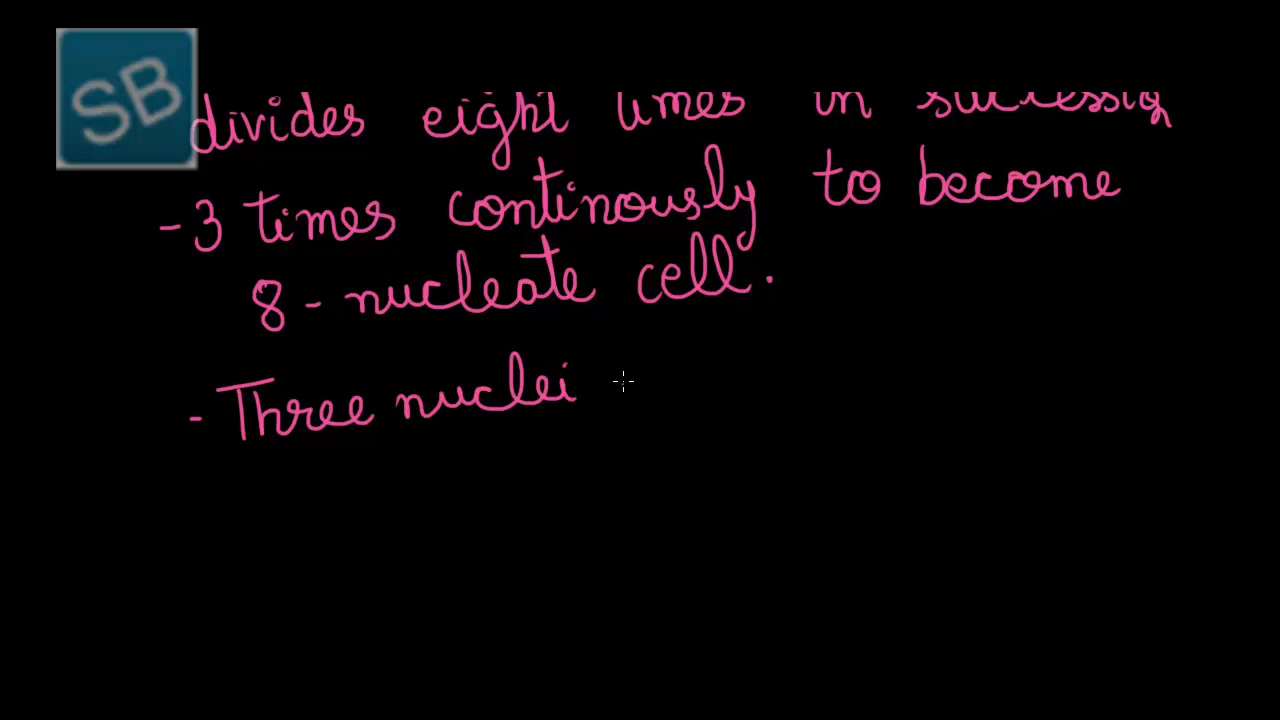 SB
divides eight times in
- 3 times continously to become
8 - nucleate cell.
- Three nuclei